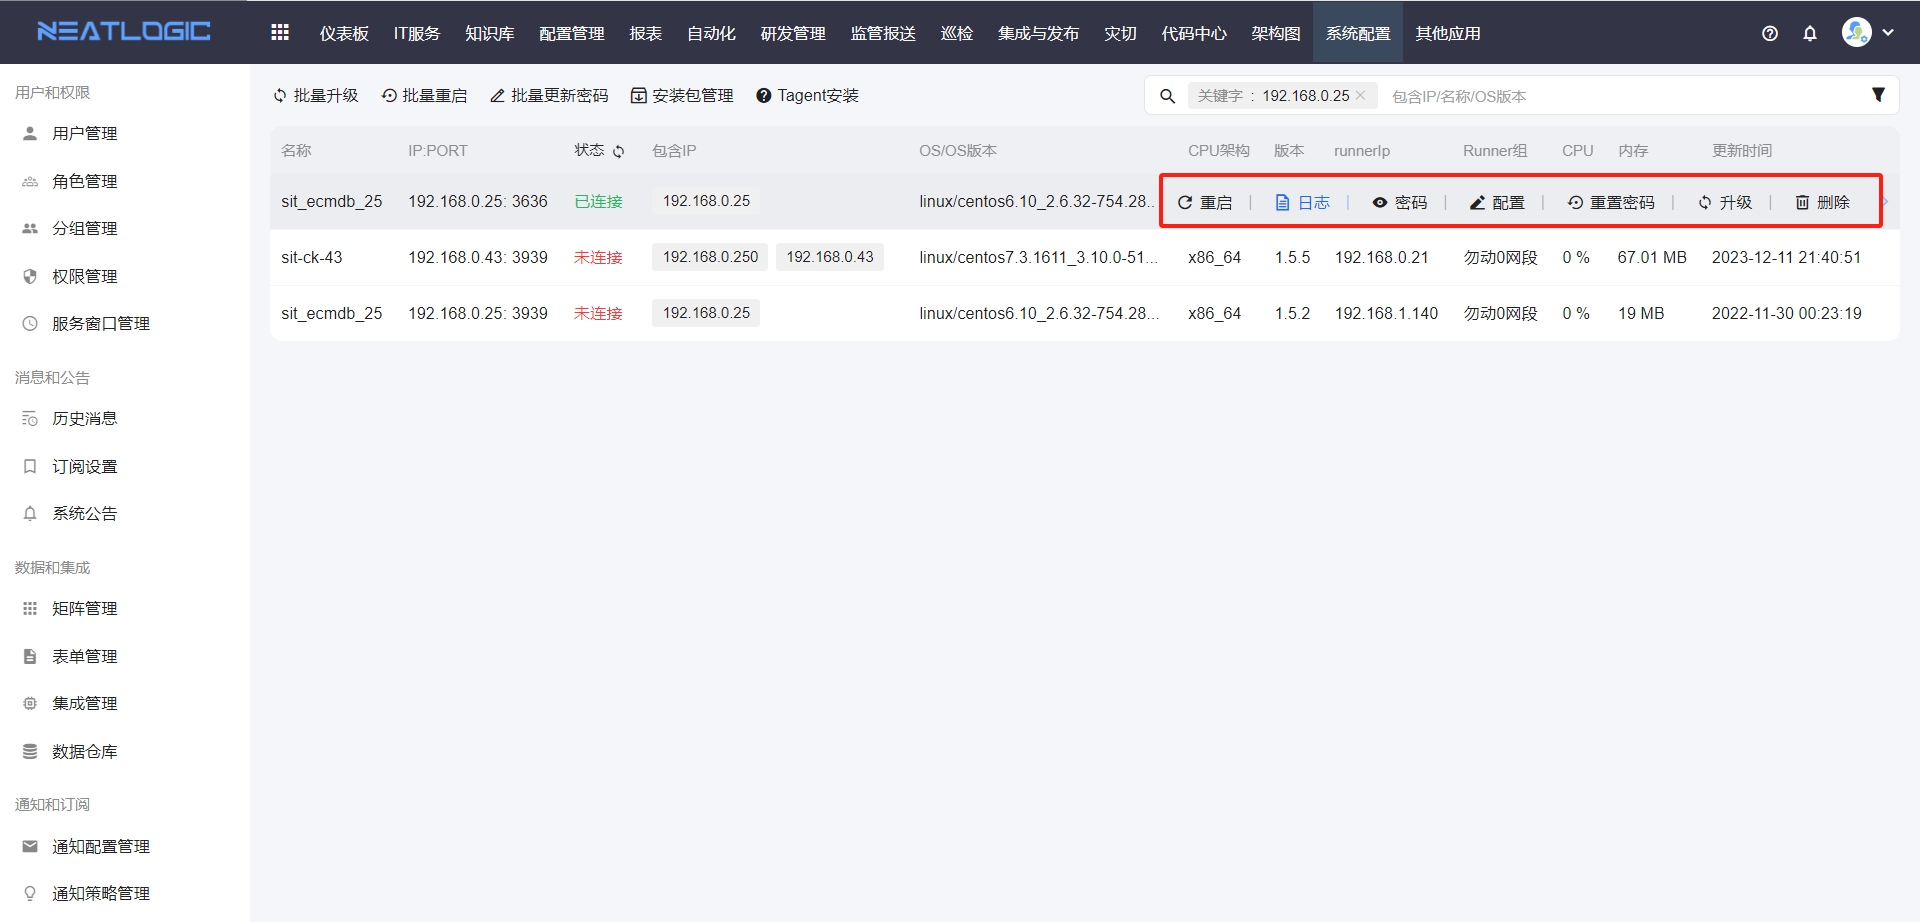 NEATLOGIC 仪表板 IT服务 知识库 配置管理 报表 自动化 研发管理 监管报送 巡检 集成与发布 灾切 代码中心 架构图 系统配置 其他应用
用户和权限
用户管理
角色管理
分组管理
权限管理
服务窗口管理
消息和公告
历史消息
订阅设置
系统公告
数据和集成
矩阵管理
表单管理
集成管理
数据仓库
通知和订阅
通知配置管理
通知策略管理
批量升级 批量重启 批量更新密码 安装包管理 Tagent安装 关键字 : 192.168.0.25 包含IP/名称/OS版本
名称 IP:PORT 状态 包含IP OS/OS版本 CPU架构 版本 runnerIp Runner组 CPU 内存 更新时间
sit_ecmdb_25 192.168.0.25: 3636 已连接 192.168.0.25 linux/centos6.10_2.6.32-754.28... 重启 日志 密码 配置 重置密码 升级 删除
sit-ck-43 192.168.0.43: 3939 未连接 192.168.0.250 192.168.0.43 linux/centos7.3.1611_3.10.0-51... x86_64 1.5.5 192.168.0.21 勿动0网段 0 % 67.01 MB 2023-12-11 21:40:51
sit_ecmdb_25 192.168.0.25: 3939 未连接 192.168.0.25 linux/centos6.10_2.6.32-754.28... x86_64 1.5.2 192.168.1.140 勿动0网段 0 % 19 MB 2022-11-30 00:23:19